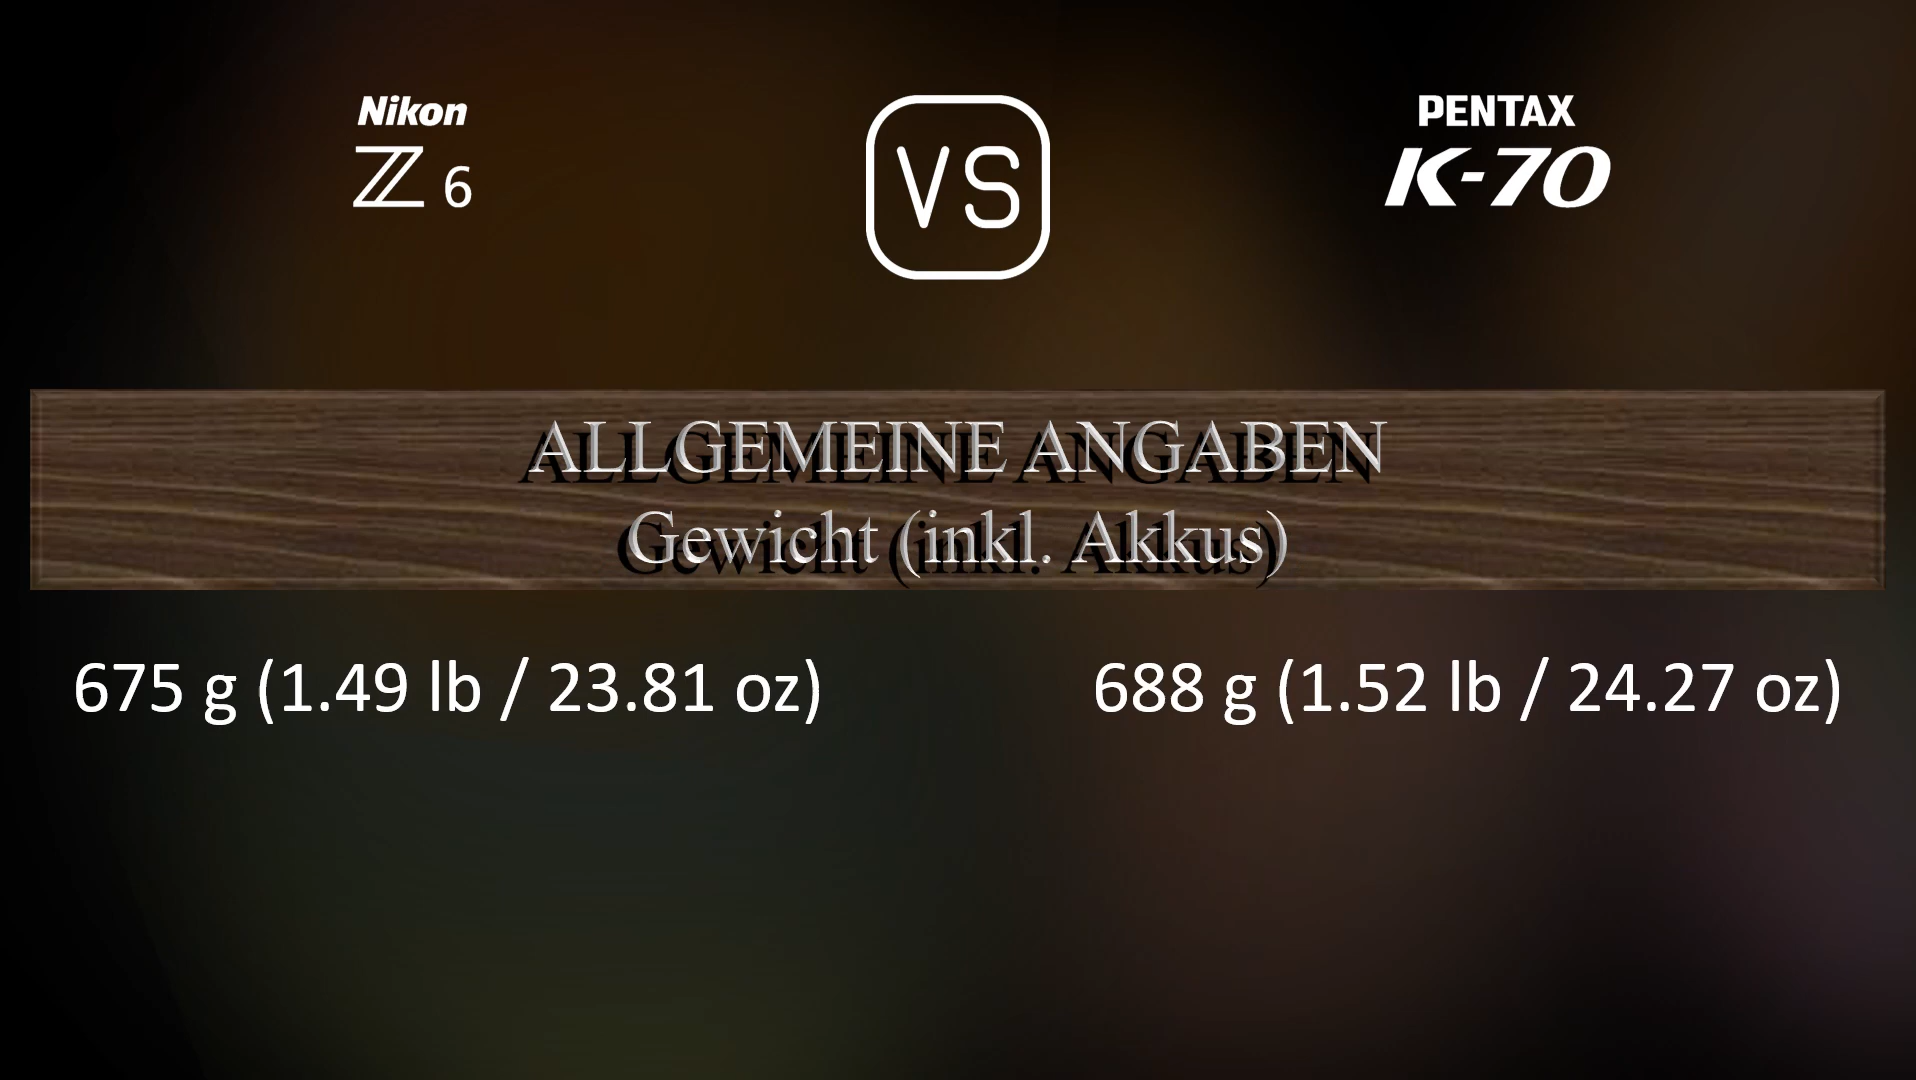 Nikon
Z 6
VS
PENTAX
K-70
ALLGEMEINE ANGABEN
Gewicht (inkl. Akkus)
675 g (1.49 lb / 23.81 oz)
688 g (1.52 lb / 24.27 oz)